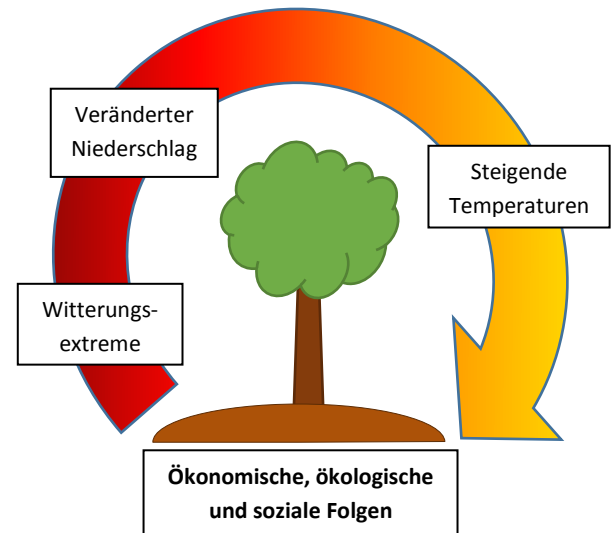 Veränderter
Niederschlag
Steigende
Temperaturen
Witterungs-
extreme
Ökonomische, ökologische
und soziale Folgen